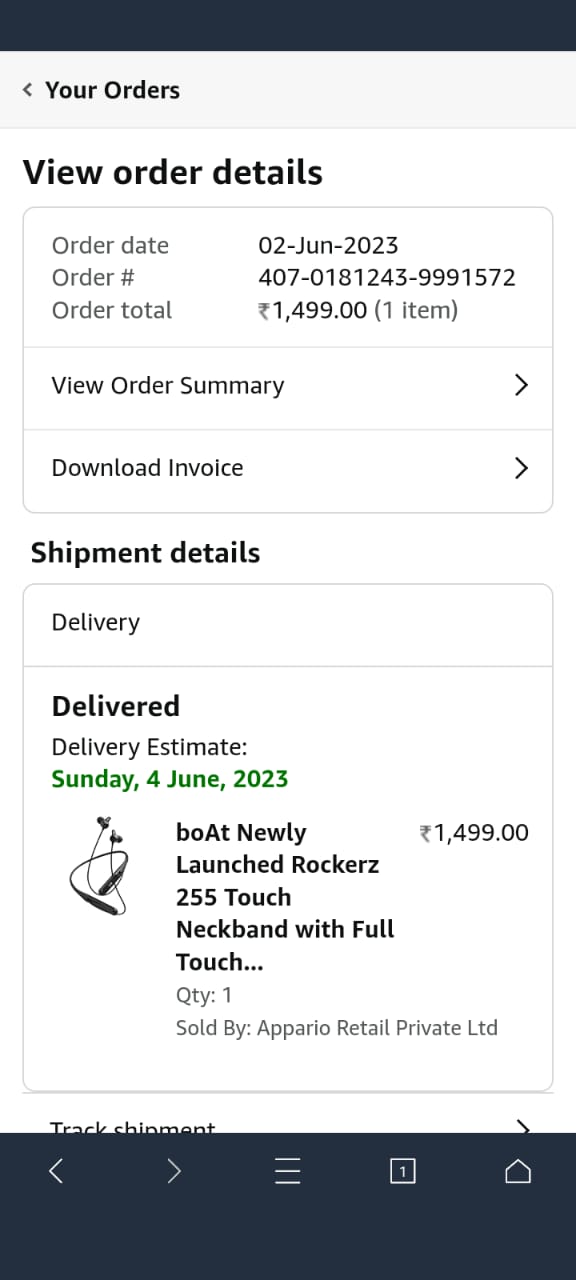 Your Orders
View order details
Order date 02-Jun-2023
Order # 407-0181243-9991572
Order total ₹1,499.00 (1 item)
View Order Summary
Download Invoice
Shipment details
Delivery
Delivered
Delivery Estimate:
Sunday, 4 June, 2023
boAt Newly ₹1,499.00
Launched Rockerz
255 Touch
Neckband with Full
Touch...
Qty: 1
Sold By: Appario Retail Private Ltd
Track shipment
1